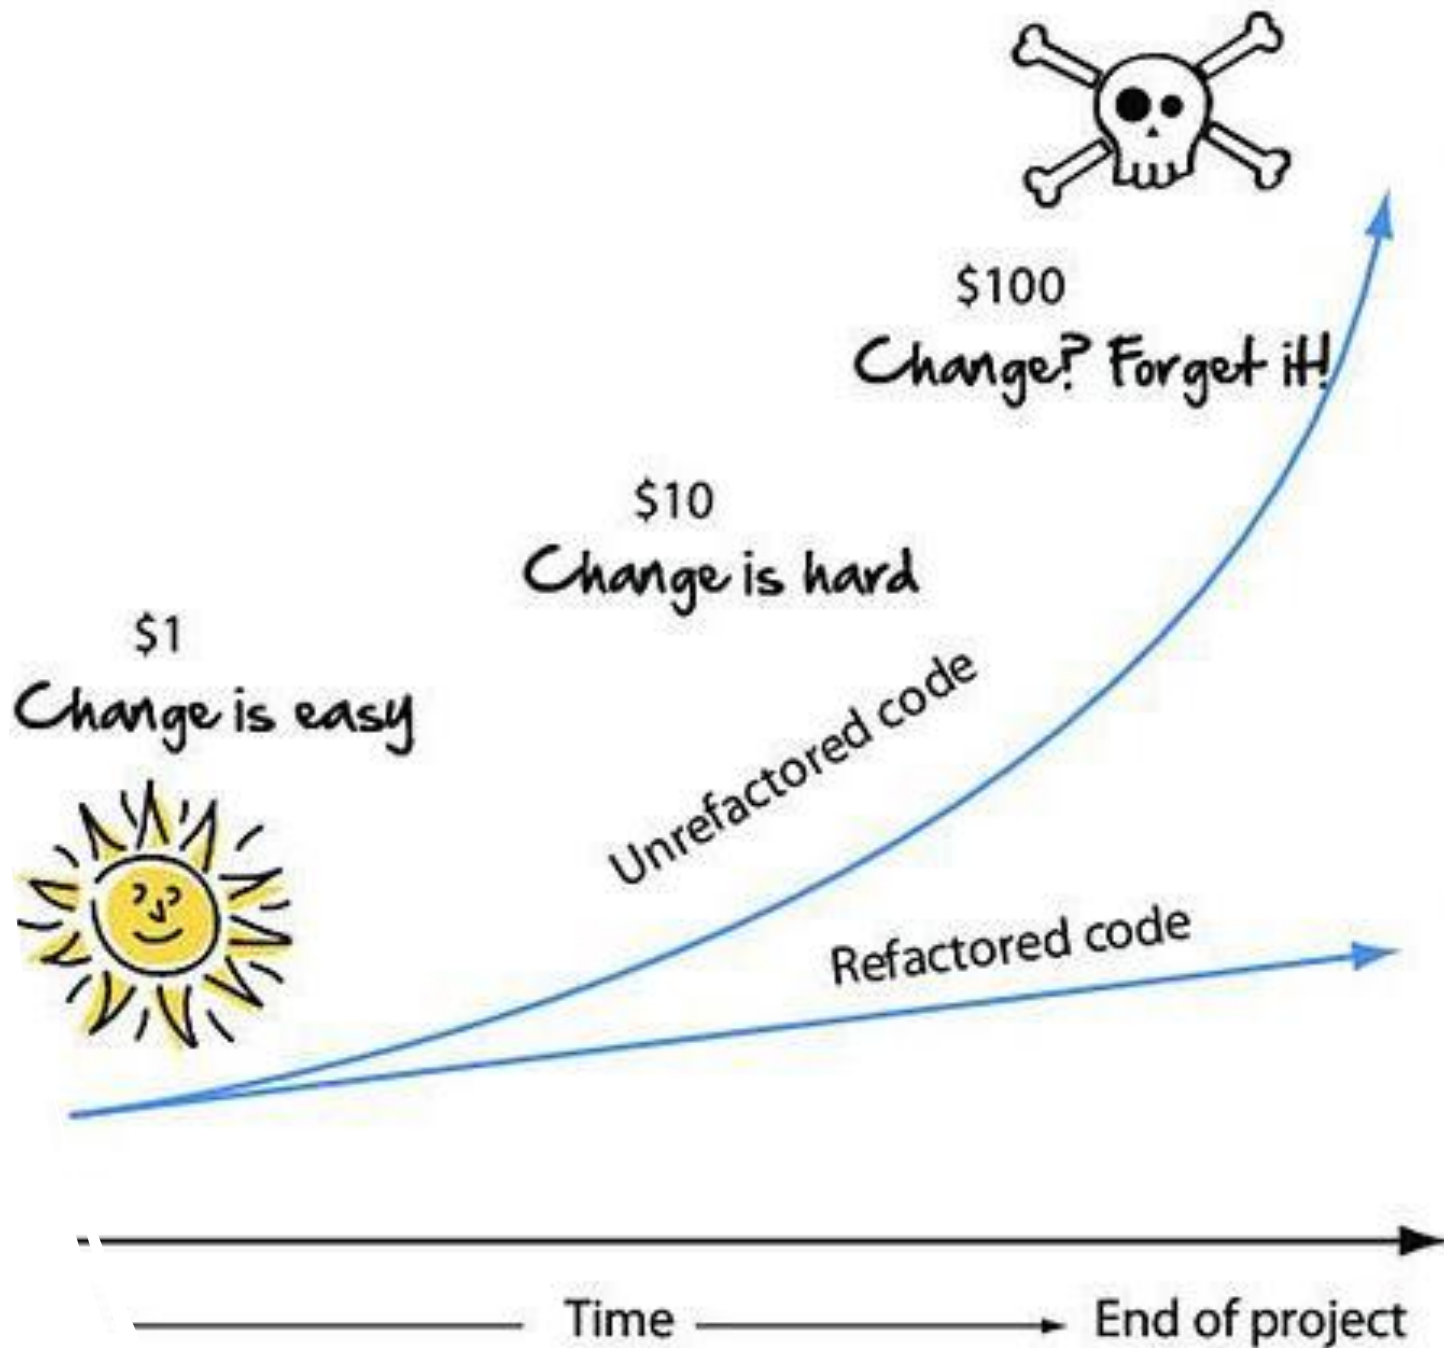 $100
Change? Forget it!
$10
Change is hard
$1
Change is easy
Unrefactored code
Refactored code
Time
End of project